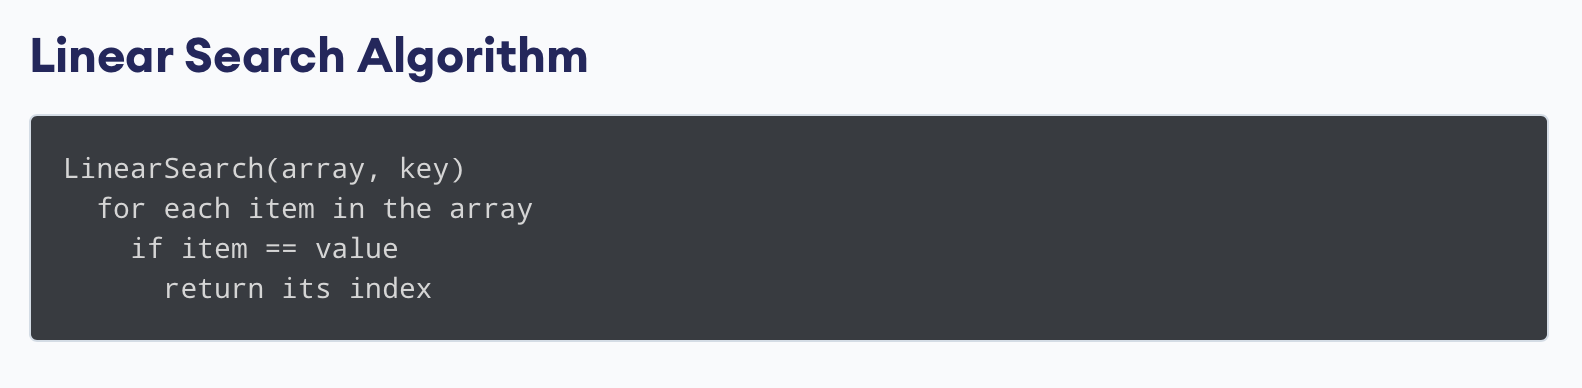 Linear Search Algorithm
LinearSearch(array, key)
  for each item in the array
    if item == value
      return its index